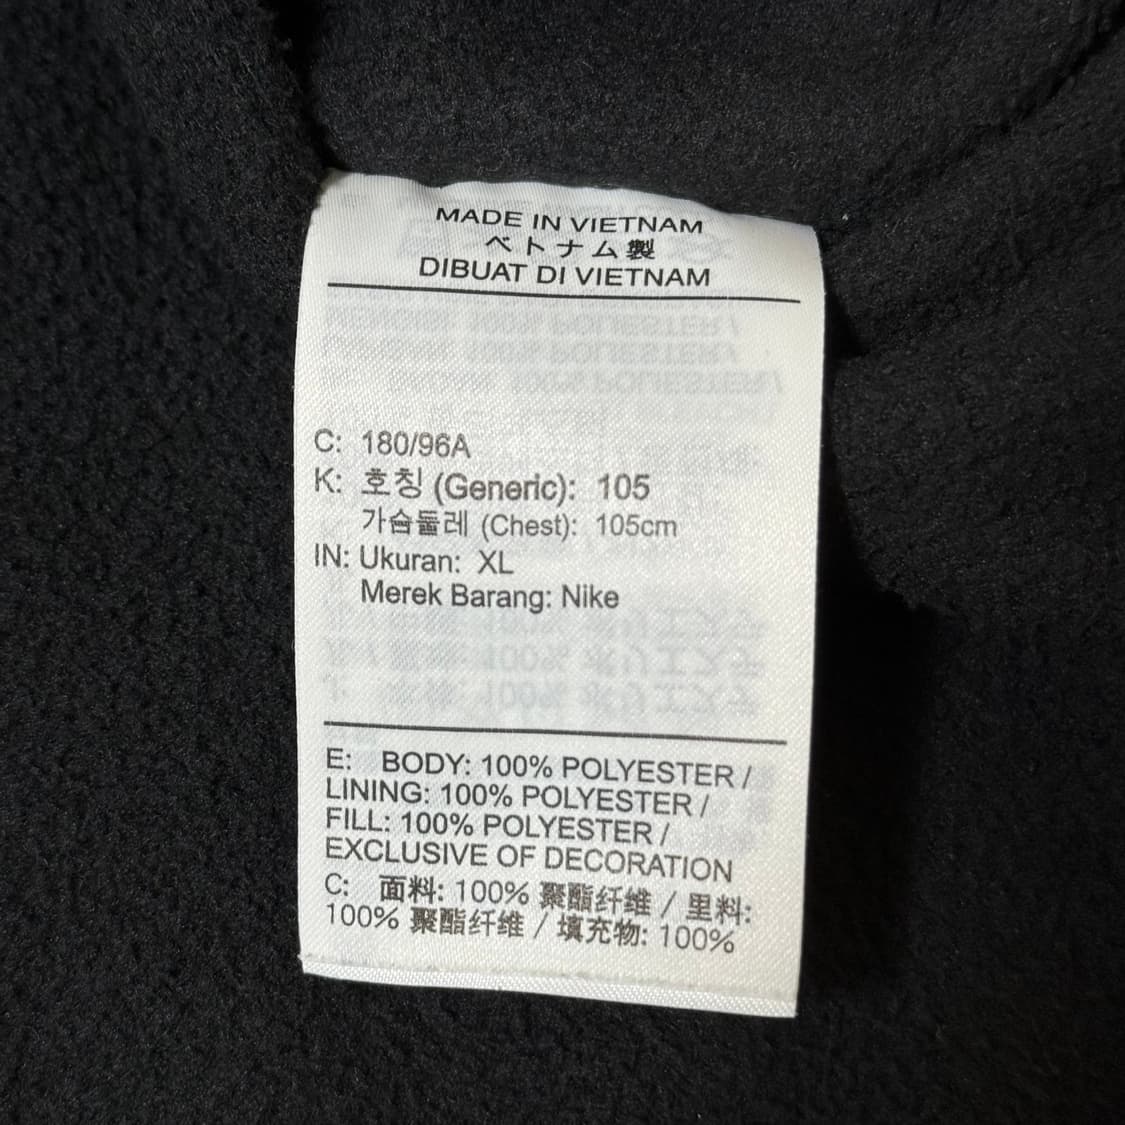 MADE IN VIETNAM
ベトナム製
DIBUAT DI VIETNAM
C: 180/96A
K: 호칭 (Generic): 105
가슴둘레 (Chest): 105cm
IN: Ukuran: XL
Merek Barang: Nike
E: BODY: 100% POLYESTER /
LINING: 100% POLYESTER /
FILL: 100% POLYESTER /
EXCLUSIVE OF DECORATION
C: 面料: 100% 聚酯纤维 / 里料:
100% 聚酯纤维 / 填充物: 100%